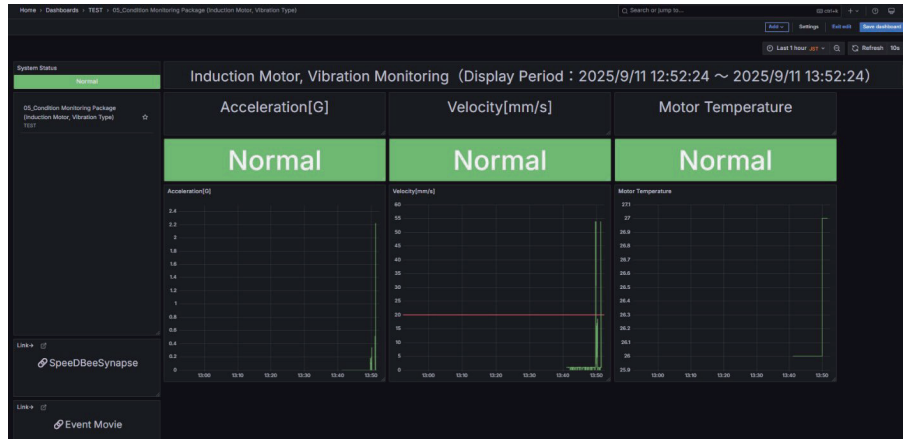 Home › Dashboards › TEST › 05_Condition Monitoring Package (Induction Motor, Vibration Type)
Search or jump to...
ctrl+k
Add
Settings
Exit edit
Save dashboard
Last 1 hour JST
Refresh
10s
System Status
Normal
05_Condition Monitoring Package
(Induction Motor, Vibration Type)
TEST
Link→
SpeeDBeeSynapse
Link→
Event Movie
Induction Motor, Vibration Monitoring（Display Period：2025/9/11 12:52:24 ～ 2025/9/11 13:52:24）
Acceleration[G]
Velocity[mm/s]
Motor Temperature
Normal
Normal
Normal
Acceleration[G]
2.4
2.2
2
1.8
1.6
1.4
1.2
1
0.8
0.6
0.4
0.2
0
13:00 13:10 13:20 13:30 13:40 13:50
Velocity[mm/s]
60
55
50
45
40
35
30
25
20
15
10
5
0
13:00 13:10 13:20 13:30 13:40 13:50
Motor Temperature
27.1
27
26.9
26.8
26.7
26.6
26.5
26.4
26.3
26.2
26.1
26
25.9
13:00 13:10 13:20 13:30 13:40 13:50